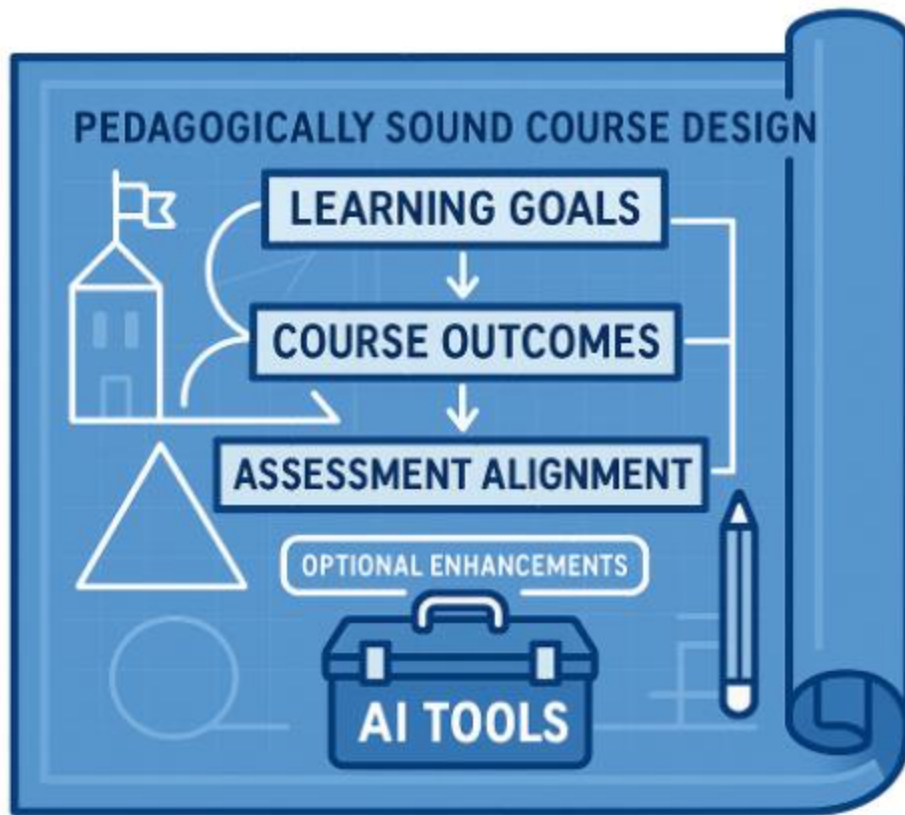 PEDAGOGICALLY SOUND COURSE DESIGN
LEARNING GOALS
COURSE OUTCOMES
ASSESSMENT ALIGNMENT
OPTIONAL ENHANCEMENTS
AI TOOLS